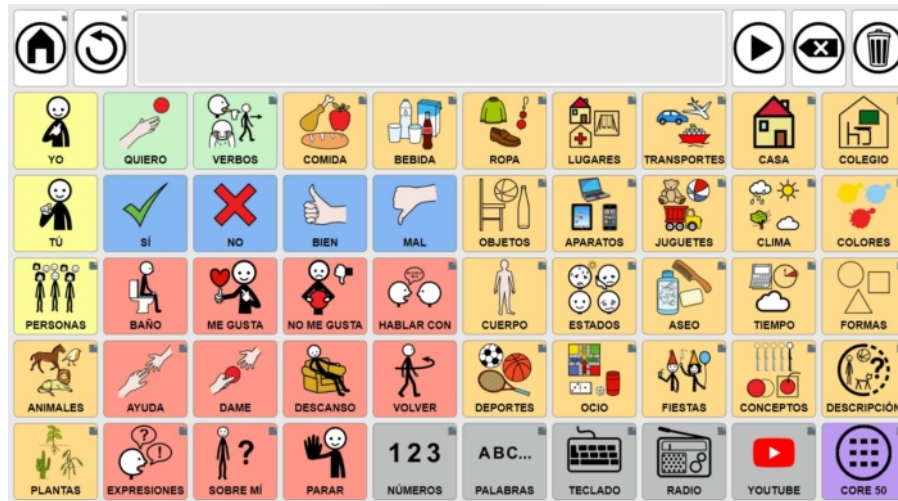 YO
QUIERO
VERBOS
COMIDA
BEBIDA
ROPA
LUGARES
TRANSPORTES
CASA
COLEGIO
TÚ
SÍ
NO
BIEN
MAL
OBJETOS
APARATOS
JUGUETES
CLIMA
COLORES
PERSONAS
BAÑO
ME GUSTA
NO ME GUSTA
HABLAR CON
CUERPO
ESTADOS
ASEO
TIEMPO
FORMAS
ANIMALES
AYUDA
DAME
DESCANSO
VOLVER
DEPORTES
OCIO
FIESTAS
CONCEPTOS
DESCRIPCIÓN
PLANTAS
EXPRESIONES
SOBRE MÍ
PARAR
1 2 3
NÚMEROS
ABC...
PALABRAS
TECLADO
RADIO
YOUTUBE
CORE 50